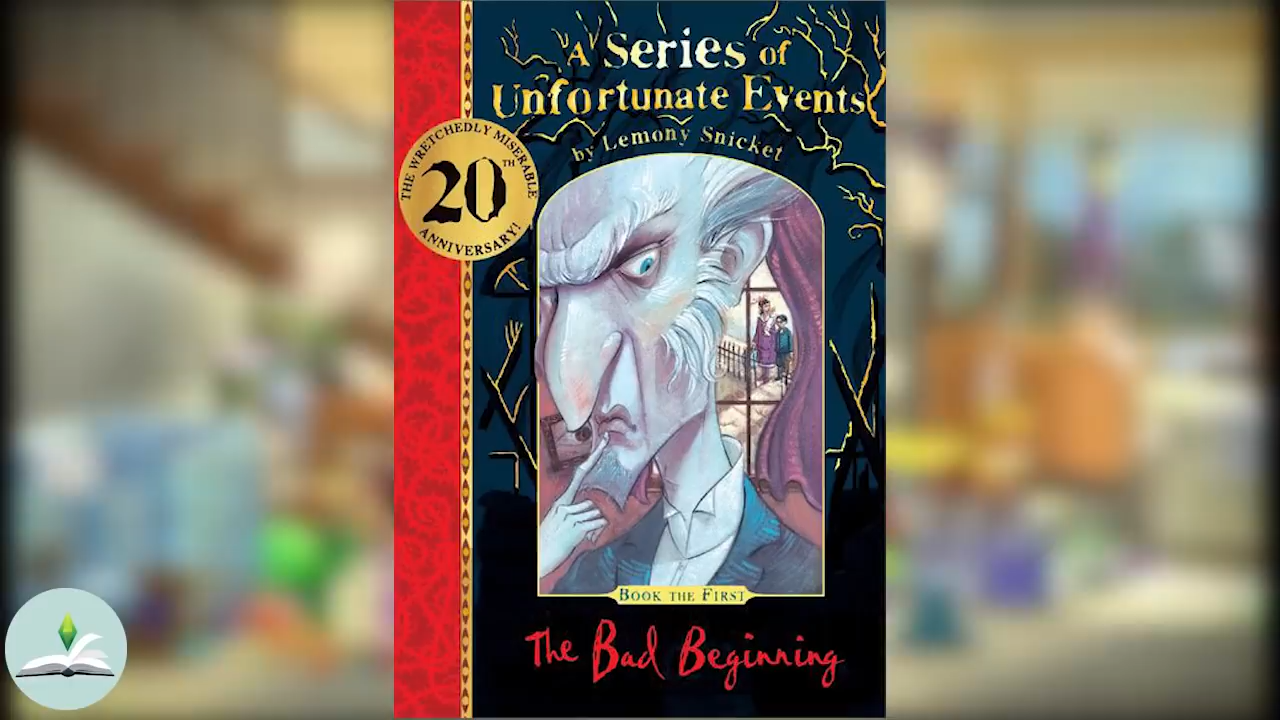 A Series of
Unfortunate Events
by Lemony Snicket
THE WRETCHEDLY MISERABLE
20TH
ANNIVERSARY!
BOOK THE FIRST
The Bad Beginning